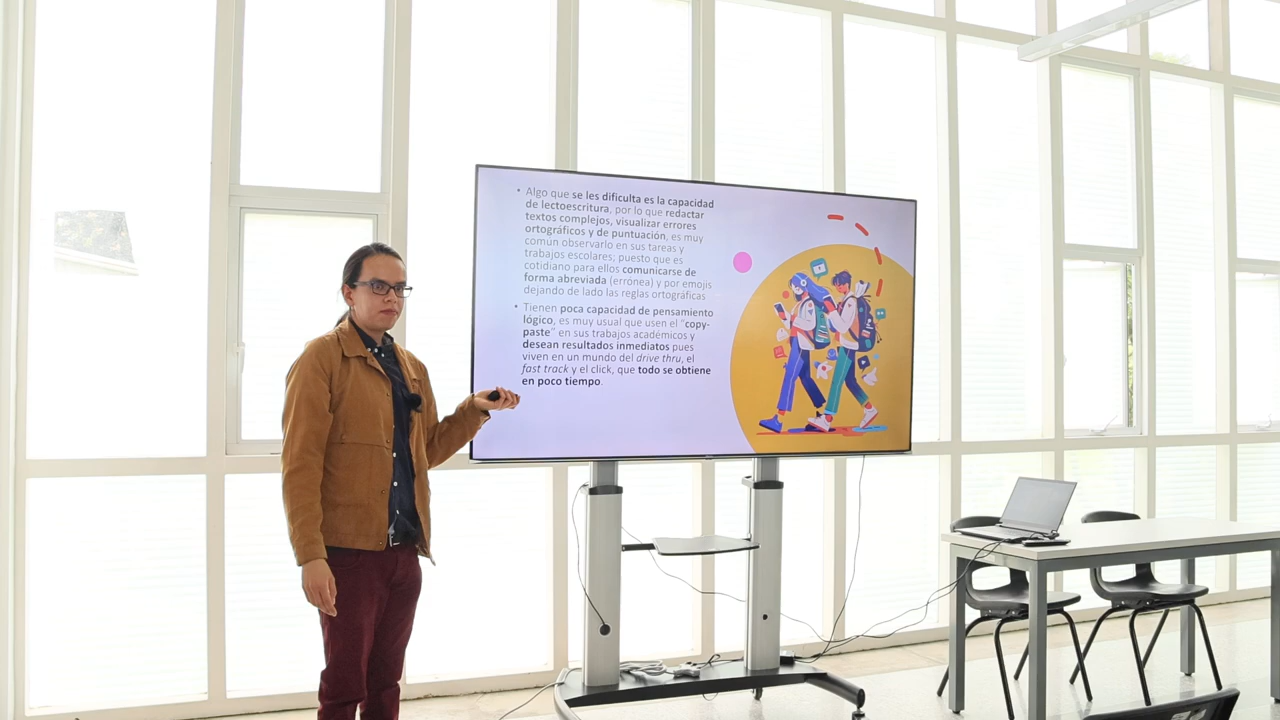 • Algo que se les dificulta es la capacidad
de lectoescritura, por lo que redactar
textos complejos, visualizar errores
ortográficos y de puntuación, es muy
común observarlo en sus tareas y
trabajos escolares; puesto que es
cotidiano para ellos comunicarse de
forma abreviada (errónea) y por emojis
dejando de lado las reglas ortográficas
• Tienen poca capacidad de pensamiento
lógico, es muy usual que usen el "copy-
paste" en sus trabajos académicos y
desean resultados inmediatos pues
viven en un mundo del drive thru, el
fast track y el click, que todo se obtiene
en poco tiempo.